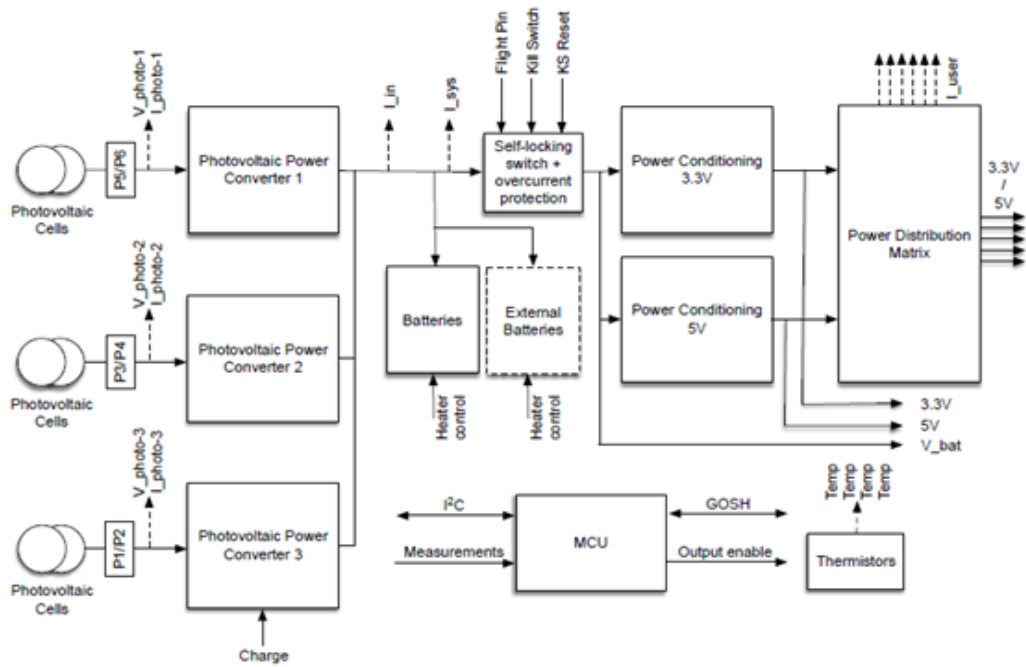 Flight Pin
Kill Switch
KS Reset
V_photo-1
I_photo-1
I_in
I_sys
I_user
P5/P6
Photovoltaic Power
Converter 1
Self-locking
switch +
overcurrent
protection
Power Conditioning
3.3V
Power Distribution
Matrix
3.3V
/
5V
Photovoltaic
Cells
V_photo-2
I_photo-2
P3/P4
Photovoltaic Power
Converter 2
Batteries
External
Batteries
Power Conditioning
5V
Photovoltaic
Cells
Heater
control
Heater
control
3.3V
5V
V_bat
V_photo-3
I_photo-3
P1/P2
Photovoltaic Power
Converter 3
I²C
Measurements
MCU
GOSH
Output enable
Temp
Temp
Temp
Temp
Thermistors
Photovoltaic
Cells
Charge